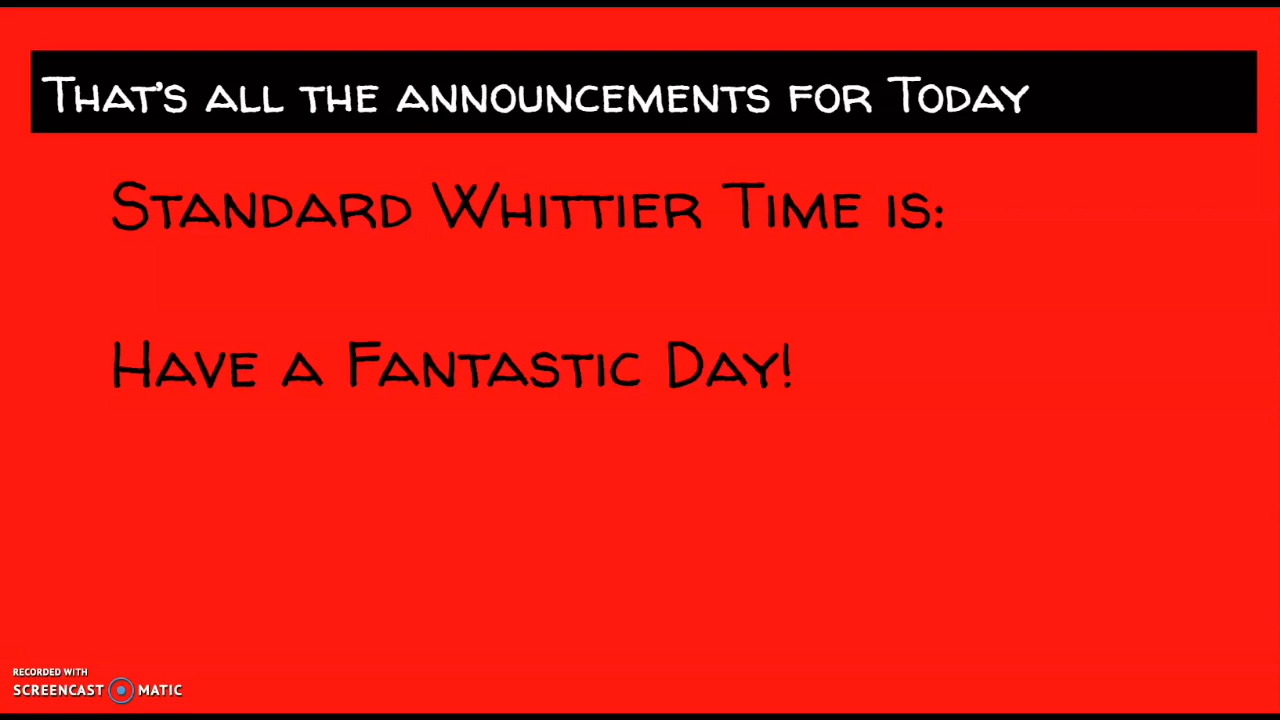 That's all the announcements for Today
Standard Whittier Time is:
Have a Fantastic Day!
RECORDED WITH
SCREENCAST MATIC